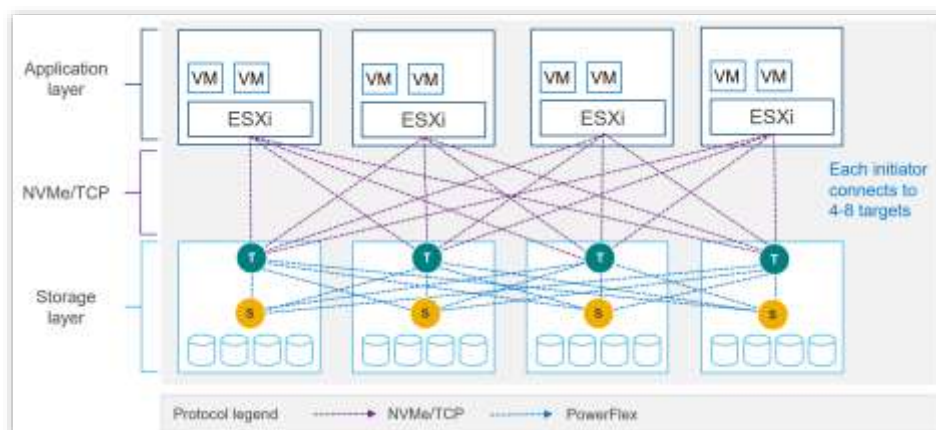 Application
layer
VM VM
ESXi
VM VM
ESXi
VM VM
ESXi
VM VM
ESXi
NVMe/TCP
Each initiator
connects to
4-8 targets
Storage
layer
T T T T
S S S S
Protocol legend NVMe/TCP PowerFlex